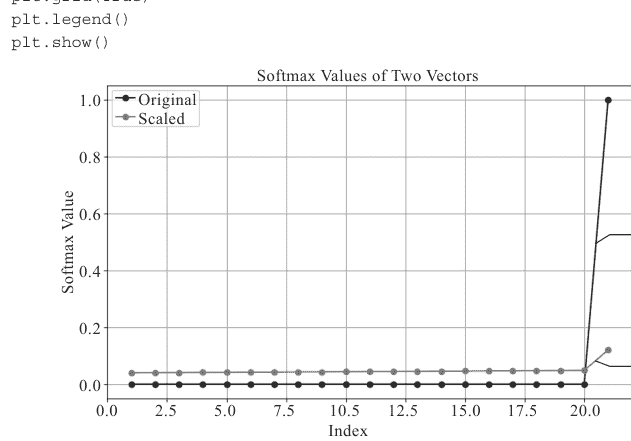 plt.legend()
plt.show()
Softmax Values of Two Vectors
Original
Scaled
Softmax Value
1.0
0.8
0.6
0.4
0.2
0.0
0.0 2.5 5.0 7.5 10.5 12.5 15.0 17.5 20.0
Index